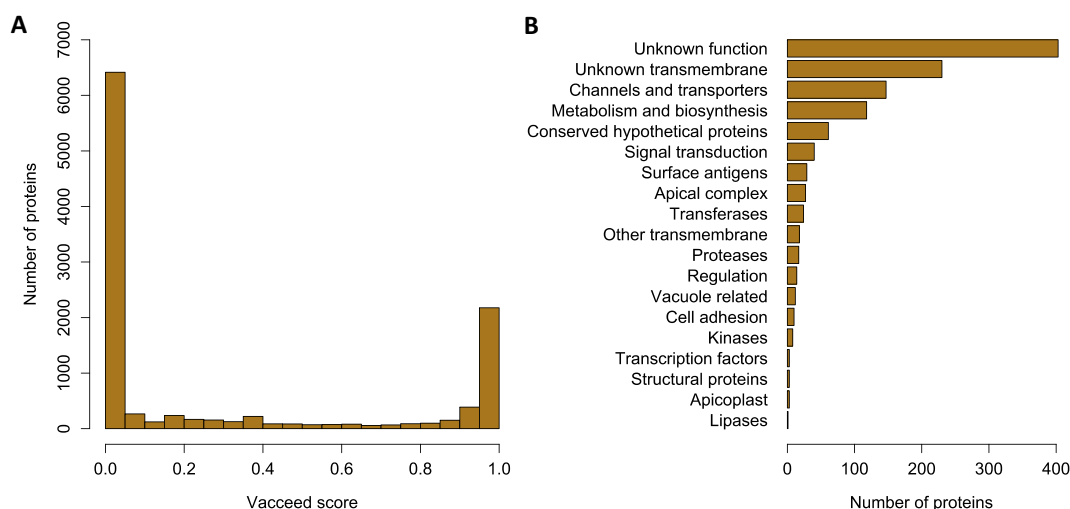 A
7000
6000
5000
4000
3000
2000
1000
0
Number of proteins
0.0 0.2 0.4 0.6 0.8 1.0
Vacceed score
B
Unknown function
Unknown transmembrane
Channels and transporters
Metabolism and biosynthesis
Conserved hypothetical proteins
Signal transduction
Surface antigens
Apical complex
Transferases
Other transmembrane
Proteases
Regulation
Vacuole related
Cell adhesion
Kinases
Transcription factors
Structural proteins
Apicoplast
Lipases
0 100 200 300 400
Number of proteins